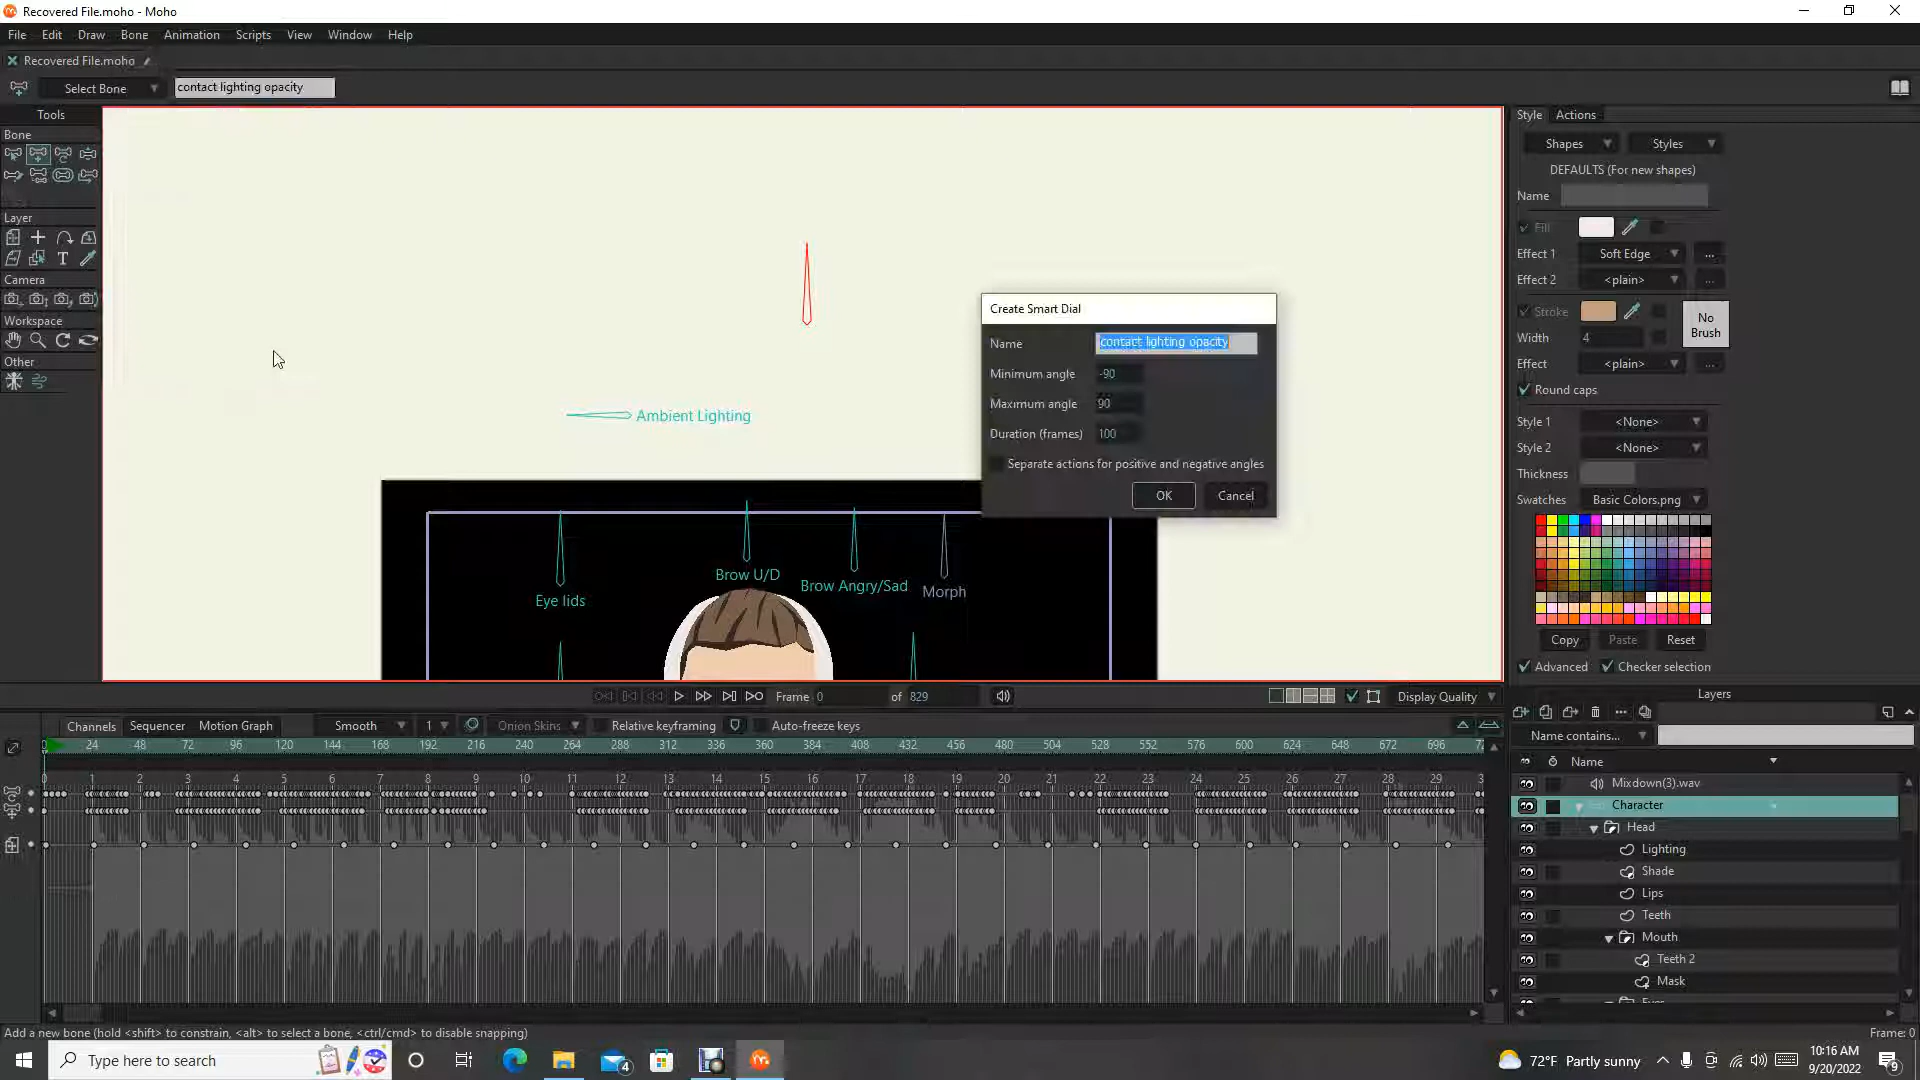 Recovered File.moho - Moho
File Edit Draw Bone Animation Scripts View Window Help
Recovered File.moho
Select Bone contact lighting opacity
Tools
Bone
Layer
Camera
Workspace
Other
Ambient Lighting
Eye lids
Brow U/D
Brow Angry/Sad
Morph
Create Smart Dial
Name contact lighting opacity
Minimum angle -90
Maximum angle 90
Duration (frames) 100
Separate actions for positive and negative angles
OK Cancel
Style Actions
Shapes Styles
DEFAULTS (For new shapes)
Name
Fill
Effect 1 Soft Edge ...
Effect 2 <plain> ...
Stroke
No Brush
Width 4
Effect <plain> ...
Round caps
Style 1 <None>
Style 2 <None>
Thickness
Swatches Basic Colors.png
Copy Paste Reset
Advanced Checker selection
Frame 0 of 829
Display Quality
Channels Sequencer Motion Graph Smooth 1 Onion Skins Relative keyframing Auto-freeze keys
0 24 48 72 96 120 144 168 192 216 240 264 288 312 336 360 384 408 432 456 480 504 528 552 576 600 624 648 672 696 72
1 2 3 4 5 6 7 8 9 10 11 12 13 14 15 16 17 18 19 20 21 22 23 24 25 26 27 28 29 3
Layers
Name contains...
Name
Mixdown(3).wav
Character
Head
Lighting
Shade
Lips
Teeth
Mouth
Teeth 2
Mask
Add a new bone (hold <shift> to constrain, <alt> to select a bone, <ctrl/cmd> to disable snapping)
Frame: 0
Type here to search
4
72°F Partly sunny
10:16 AM
9/20/2022
9